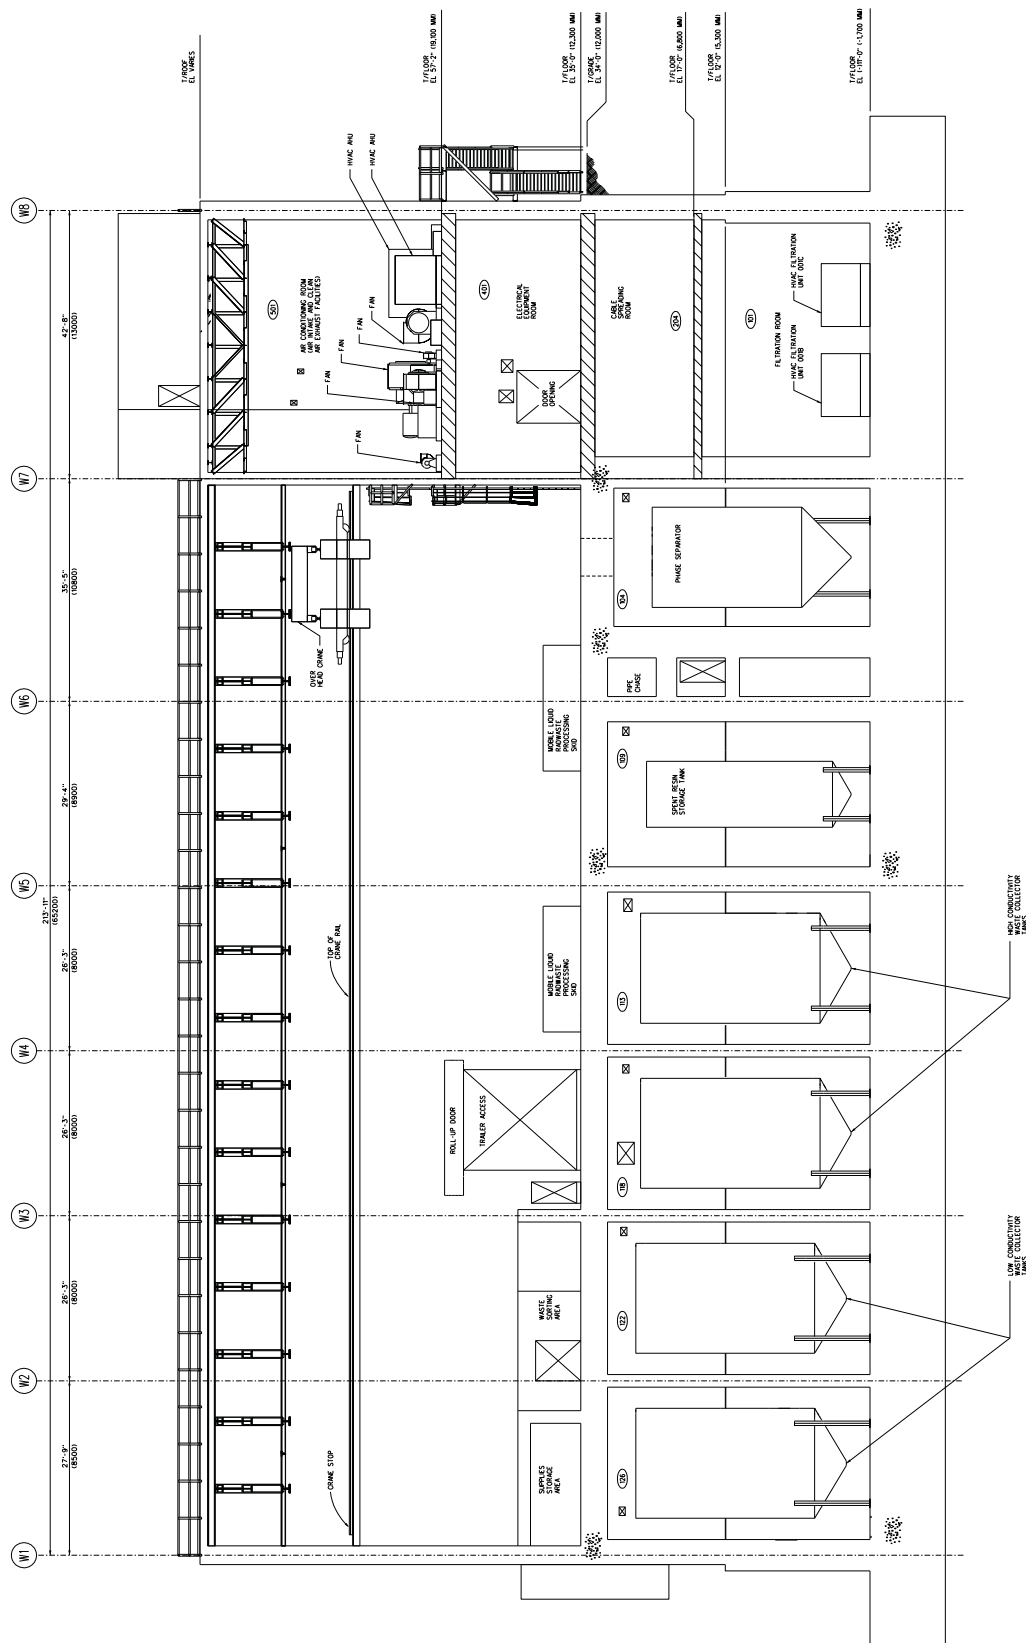 T/ROOF
EL VARIES
T/FLOOR
EL 57'-2" (19,100 MM)
T/FLOOR
EL 35'-0" (12,300 MM)
T/GRADE
EL 34'-0" (12,000 MM)
T/FLOOR
EL 17'-0" (6,800 MM)
T/FLOOR
EL 12'-0" (5,300 MM)
T/FLOOR
EL (-)11'-0" (-1,700 MM)
W8
W7
W6
W5
W4
W3
W2
W1
213'-11"
(65200)
42'-8"
(13000)
35'-5"
(10800)
29'-4"
(8900)
26'-3"
(8000)
26'-3"
(8000)
26'-3"
(8000)
27'-9"
(8500)
HVAC AHU
HVAC AHU
501
AIR CONDITIONING ROOM
(AIR INTAKE AND CLEAN
AIR EXHAUST FACILITIES)
FAN
FAN
FAN
FAN
FAN
401
ELECTRICAL
EQUIPMENT
ROOM
DOOR
OPENING
CABLE
SPREADING
ROOM
204
101
FILTRATION ROOM
HVAC FILTRATION
UNIT 001C
HVAC FILTRATION
UNIT 001B
OVER
HEAD CRANE
TOP OF
CRANE RAIL
CRANE STOP
104
PHASE SEPARATOR
PIPE
CHASE
MOBILE LIQUID
RADWASTE
PROCESSING
SKID
109
SPENT RESIN
STORAGE TANK
MOBILE LIQUID
RADWASTE
PROCESSING
SKID
113
ROLL-UP DOOR
TRAILER ACCESS
118
HIGH CONDUCTIVITY
WASTE COLLECTOR
TANKS
WASTE
SORTING
AREA
122
SUPPLIES
STORAGE
AREA
126
LOW CONDUCTIVITY
WASTE COLLECTOR
TANKS